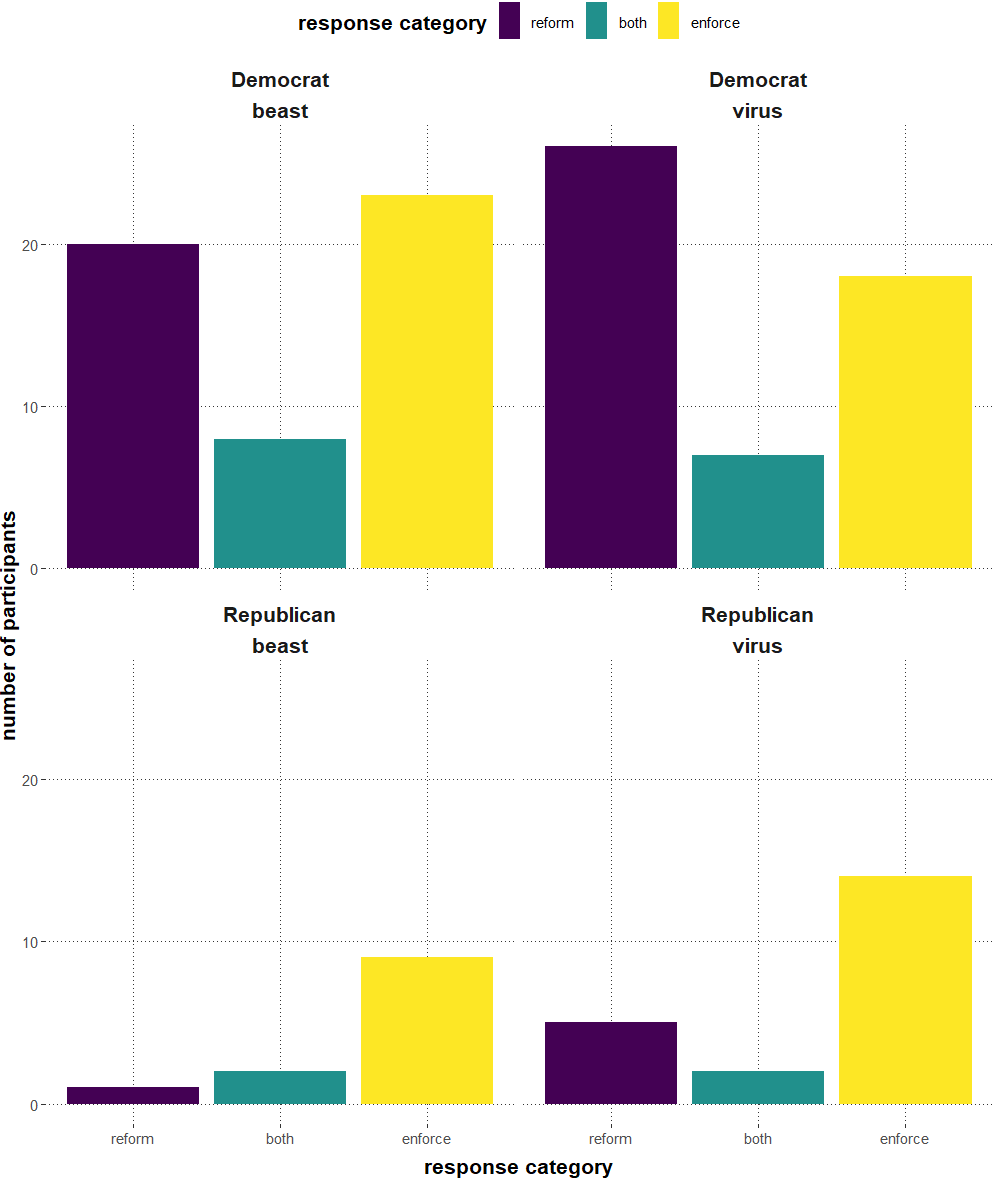 response category reform both enforce
Democrat
beast
Democrat
virus
20
10
0
number of participants
Republican
beast
Republican
virus
20
10
0
reform both enforce reform both enforce
response category